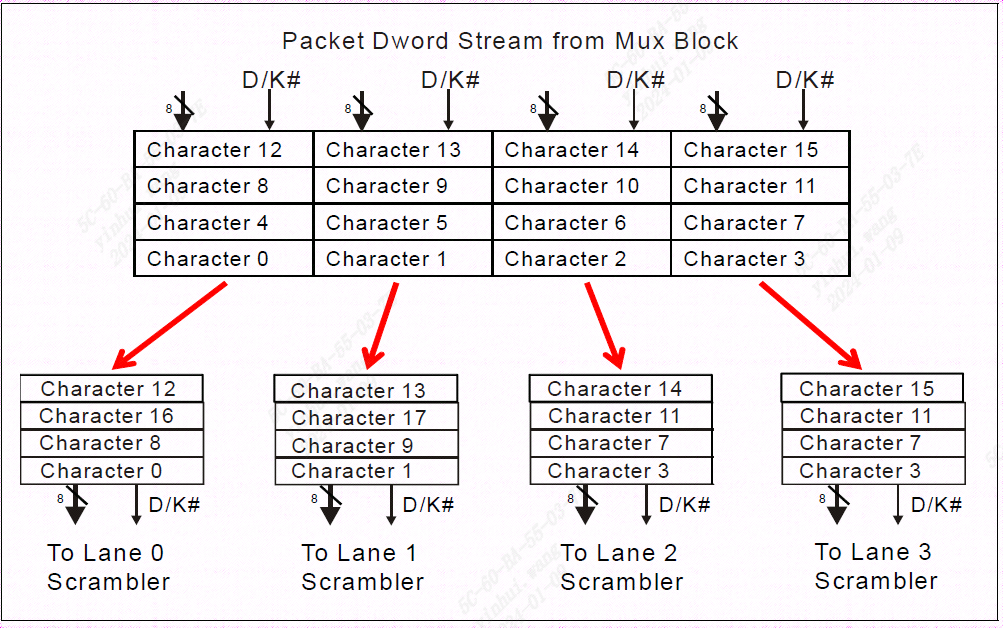 Packet Dword Stream from Mux Block
D/K# D/K# D/K# D/K#
8 8 8 8
Character 12 Character 13 Character 14 Character 15
Character 8 Character 9 Character 10 Character 11
Character 4 Character 5 Character 6 Character 7
Character 0 Character 1 Character 2 Character 3
Character 12 Character 13 Character 14 Character 15
Character 16 Character 17 Character 11 Character 11
Character 8 Character 9 Character 7 Character 7
Character 0 Character 1 Character 3 Character 3
8 D/K# 8 D/K# 8 D/K# 8 D/K#
To Lane 0 To Lane 1 To Lane 2 To Lane 3
Scrambler Scrambler Scrambler Scrambler